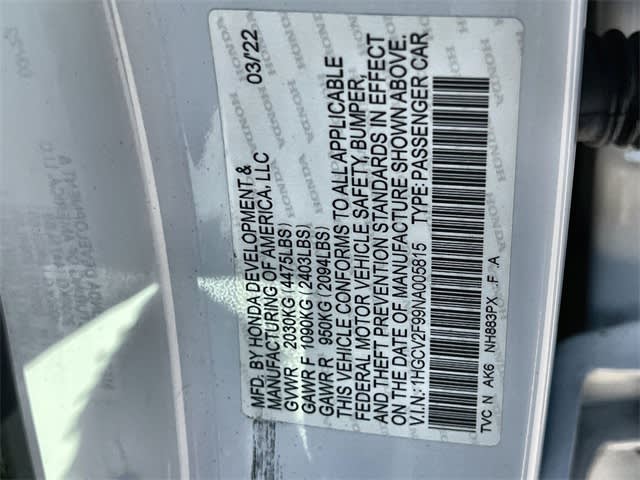 MFD. BY HONDA DEVELOPMENT & 03/'22
MANUFACTURING OF AMERICA, LLC
GVWR 2030KG(4475LBS)
GAWR F 1090KG(2403LBS)
GAWR R 950KG(2094LBS)
THIS VEHICLE CONFORMS TO ALL APPLICABLE
FEDERAL MOTOR VEHICLE SAFETY, BUMPER,
AND THEFT PREVENTION STANDARDS IN EFFECT
ON THE DATE OF MANUFACTURE SHOWN ABOVE.
V.I.N.: 1HGCV2F99NA005815 TYPE: PASSENGER CAR
TVC N AK6 NH883PX F A